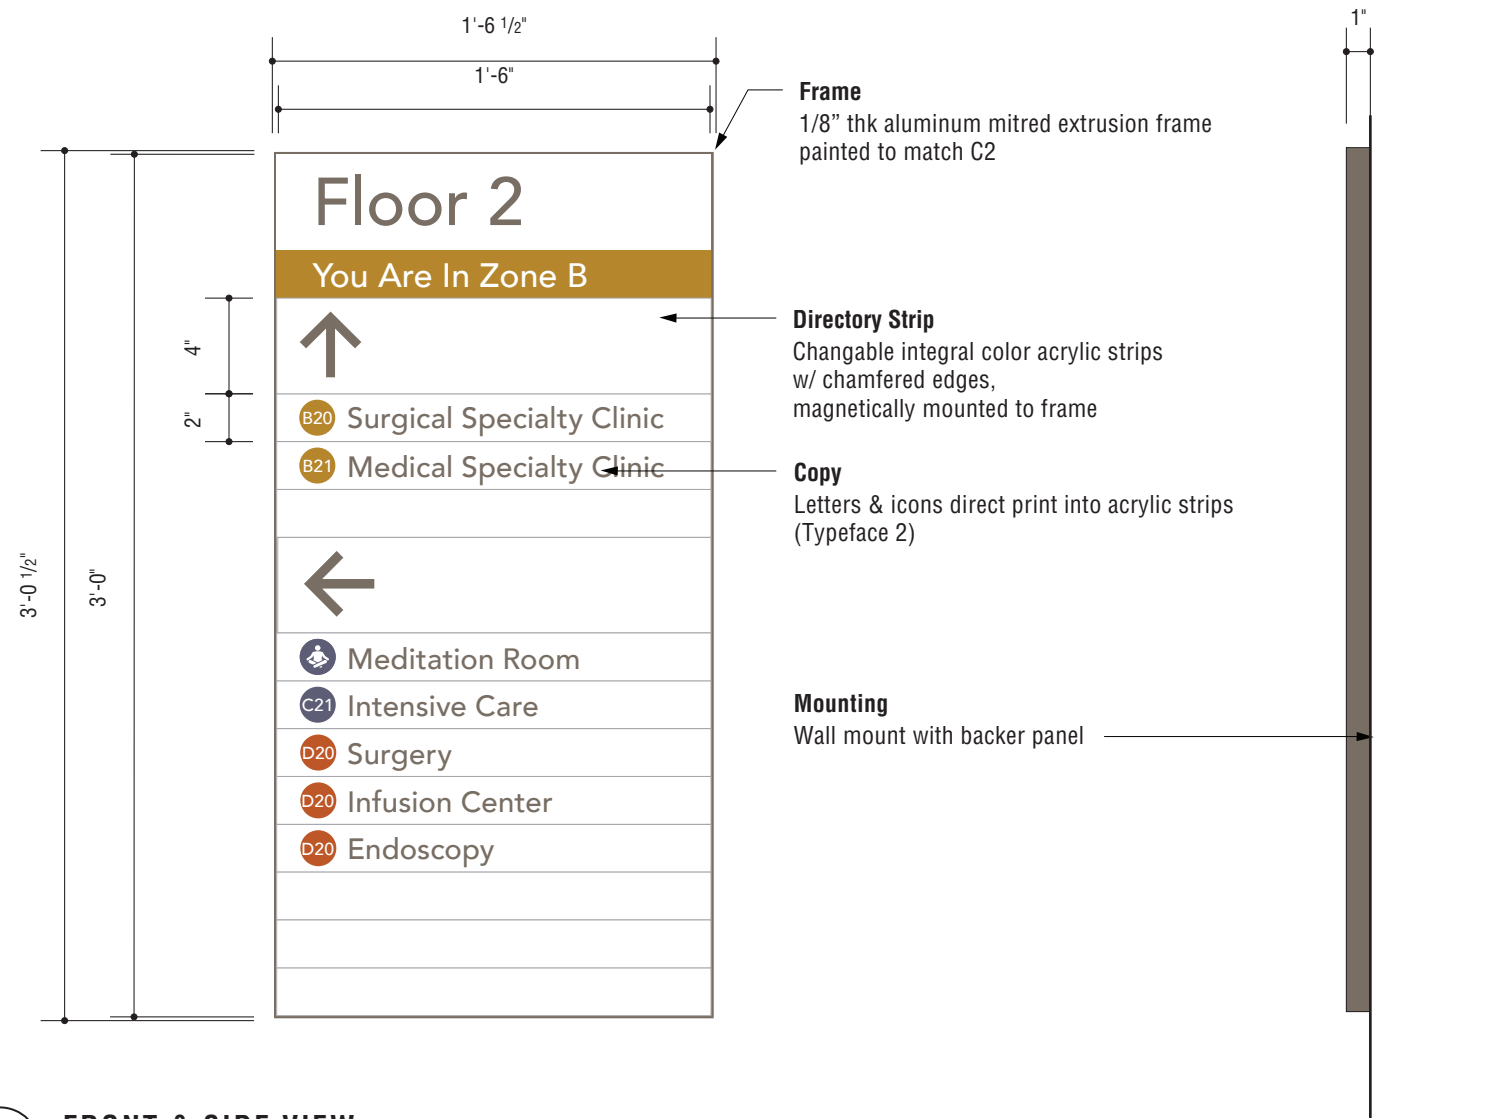 1'-6 1/2"
1'-6"
1"
Frame
1/8” thk aluminum mitred extrusion frame
painted to match C2
Floor 2
You Are In Zone B
4"
2"
Directory Strip
Changable integral color acrylic strips
w/ chamfered edges,
magnetically mounted to frame
B20 Surgical Specialty Clinic
B21 Medical Specialty Clinic
Copy
Letters & icons direct print into acrylic strips
(Typeface 2)
3'-0 1/2"
3'-0"
Meditation Room
C21 Intensive Care
D20 Surgery
D20 Infusion Center
D20 Endoscopy
Mounting
Wall mount with backer panel
FRONT & SIDE VIEW